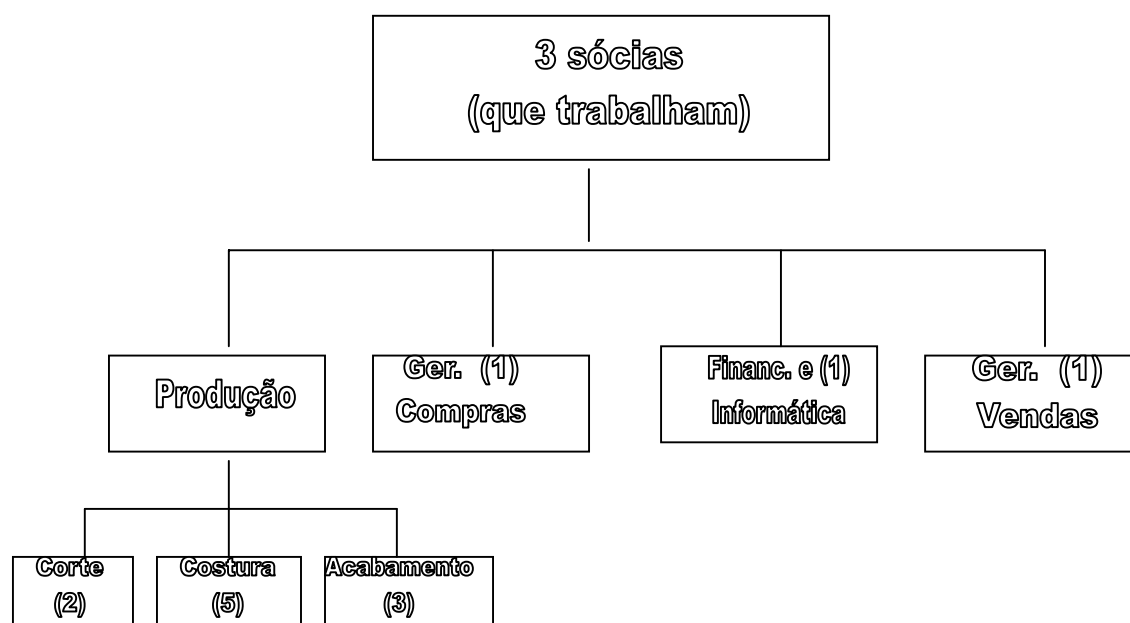 3 sócias
(que trabalham)
Produção
Ger. (1)
Compras
Financ. e (1)
Informática
Ger. (1)
Vendas
Corte
(2)
Costura
(5)
Acabamento
(3)